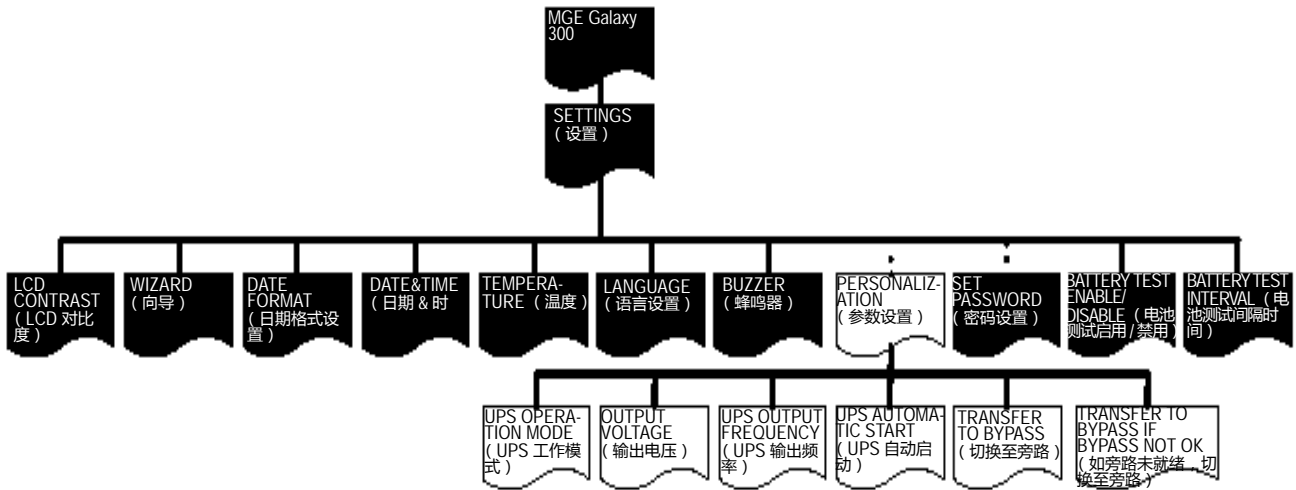 MGE Galaxy
300
SETTINGS
（设置）
LCD
CONTRAST
（LCD 对比
度）
WIZARD
（向导）
DATE
FORMAT
（日期格式设
置）
DATE&TIME
（日期 & 时
TEMPERA-
TURE （温度）
LANGUAGE
（语言设置）
BUZZER
（蜂鸣器）
PERSONALIZ-
ATION
（参数设置）
SET
PASSWORD
（密码设置）
BATTERY TEST
ENABLE/
DISABLE （电池
测试启用 / 禁用）
BATTERY TEST
INTERVAL（电
池测试间隔时
间）
UPS OPERA-
TION MODE
（UPS 工作模
式）
OUTPUT
VOLTAGE
（输出电压）
UPS OUTPUT
FREQUENCY
（UPS 输出频
率）
UPS AUTOMA-
TIC START
（UPS 自动启
动）
TRANSFER
TO BYPASS
（切换至旁路）
TRANSFER TO
BYPASS IF
BYPASS NOT OK
（如旁路未就绪，切
换至旁路）